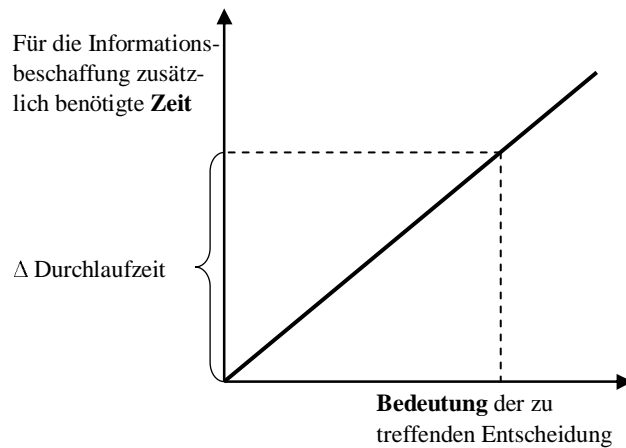 Für die Informations-
beschaffung zusätz-
lich benötigte Zeit
Δ Durchlaufzeit
Bedeutung der zu
treffenden Entscheidung